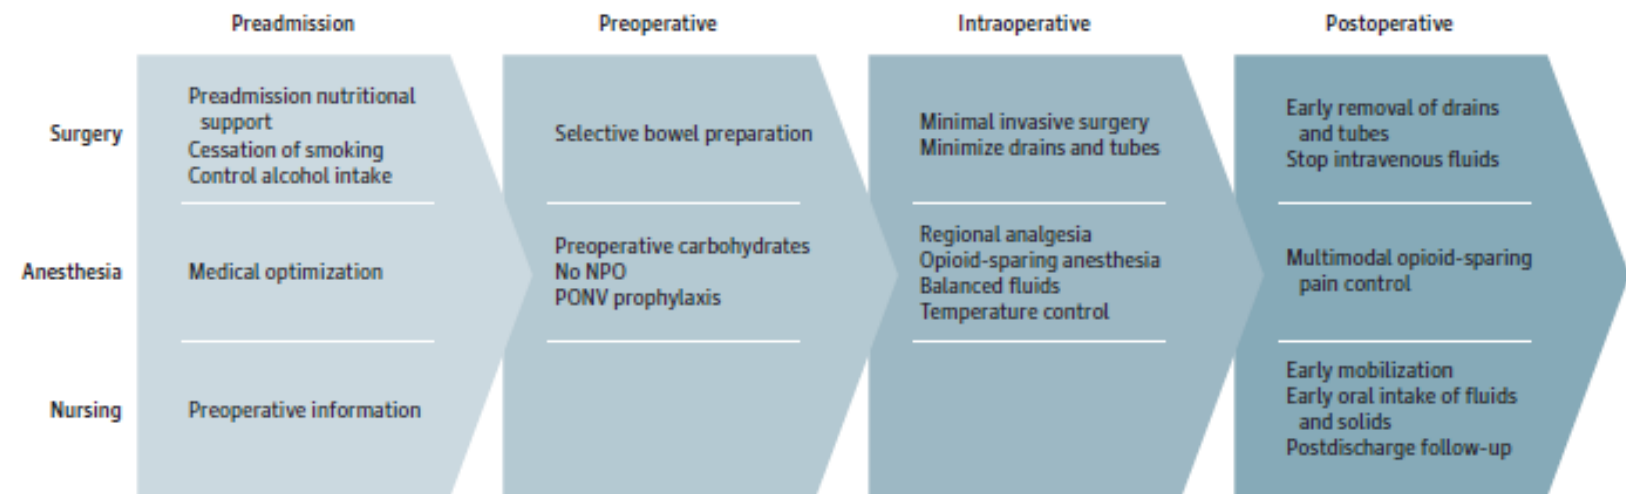 Preadmission
Preoperative
Intraoperative
Postoperative
Surgery
Preadmission nutritional
support
Cessation of smoking
Control alcohol intake
Selective bowel preparation
Minimal invasive surgery
Minimize drains and tubes
Early removal of drains
and tubes
Stop intravenous fluids
Anesthesia
Medical optimization
Preoperative carbohydrates
No NPO
PONV prophylaxis
Regional analgesia
Opioid-sparing anesthesia
Balanced fluids
Temperature control
Multimodal opioid-sparing
pain control
Nursing
Preoperative information
Early mobilization
Early oral intake of fluids
and solids
Postdischarge follow-up